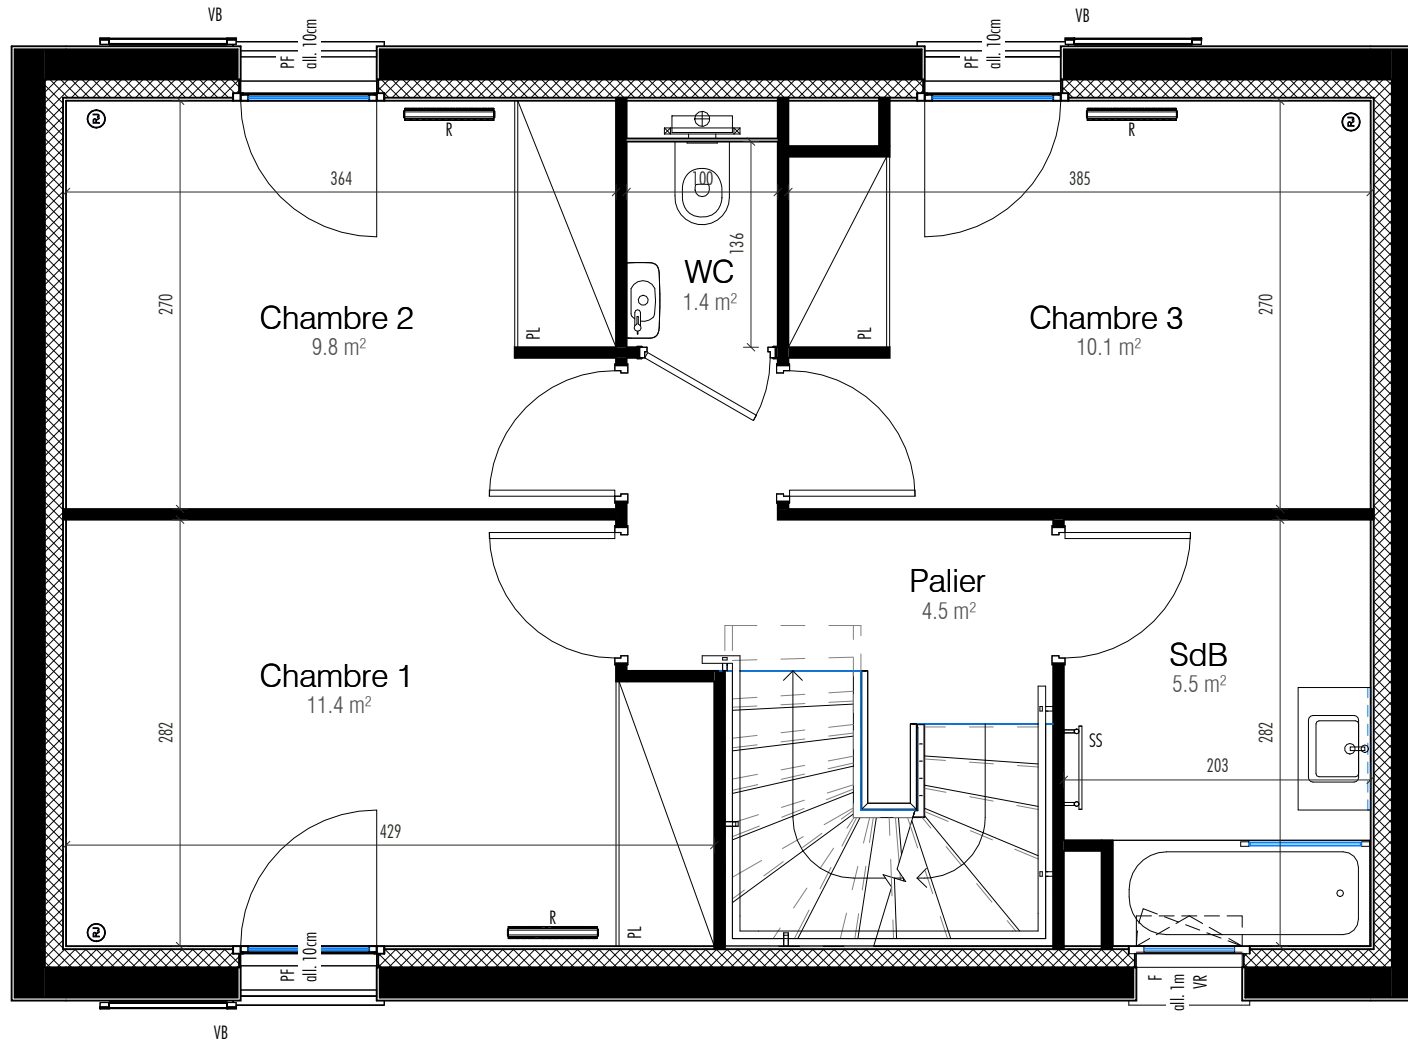 VB
VB
PF
all. 10cm
PF
all. 10cm
R
R
364
100
385
136
WC
1.4 m²
270
Chambre 2
9.8 m²
PL
PL
Chambre 3
10.1 m²
270
Palier
4.5 m²
Chambre 1
11.4 m²
SdB
5.5 m²
282
282
SS
203
429
R
PL
PF
all. 10cm
F
all. 1m
VR
VB